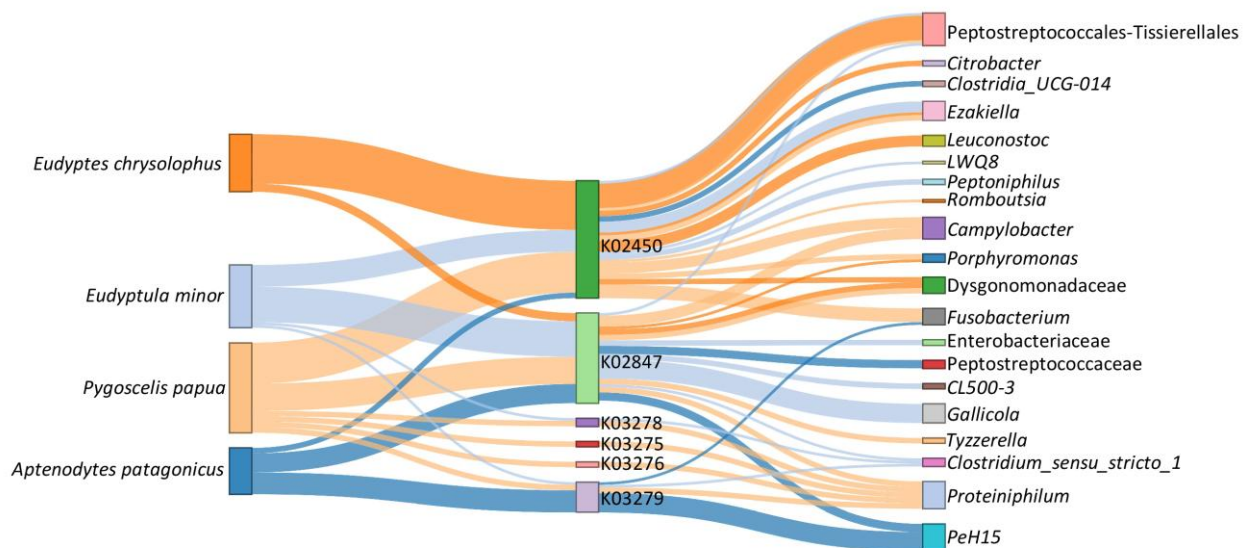 Eudyptes chrysolophus
Eudyptula minor
Pygoscelis papua
Aptenodytes patagonicus
K02450
K02847
K03278
K03275
K03276
K03279
Peptostreptococcales-Tissierellales
Citrobacter
Clostridia_UCG-014
Ezakiella
Leuconostoc
LWQ8
Peptoniphilus
Romboutsia
Campylobacter
Porphyromonas
Dysgonomonadaceae
Fusobacterium
Enterobacteriaceae
Peptostreptococcaceae
CL500-3
Gallicola
Tyzzerella
Clostridium_sensu_stricto_1
Proteiniphilum
PeH15